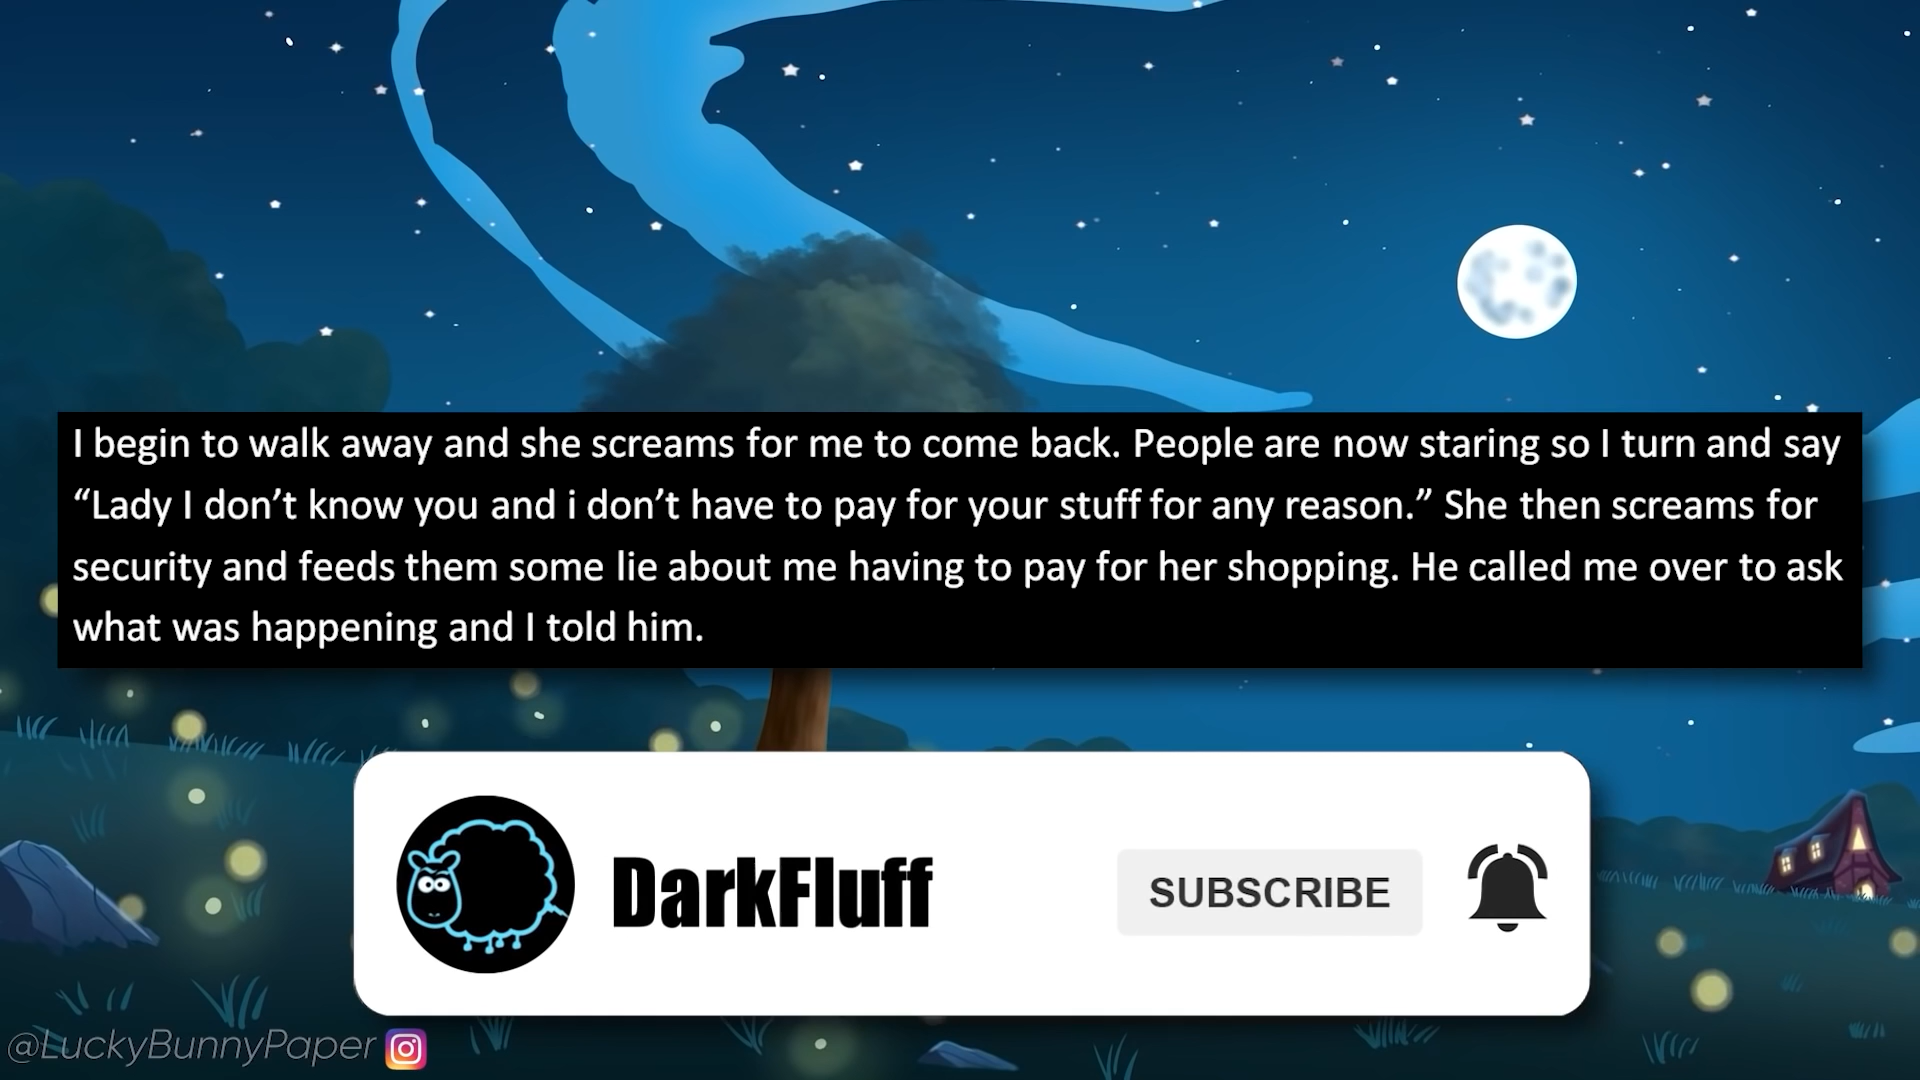 I begin to walk away and she screams for me to come back. People are now staring so I turn and say
“Lady I don’t know you and i don’t have to pay for your stuff for any reason.” She then screams for
security and feeds them some lie about me having to pay for her shopping. He called me over to ask
what was happening and I told him.
DarkFluff
SUBSCRIBE
@LuckyBunnyPaper